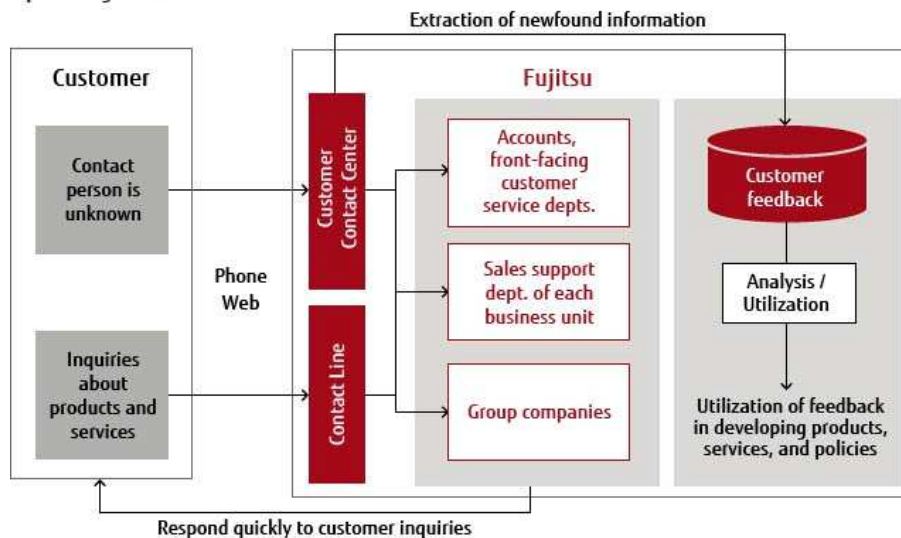 Extraction of newfound information
Customer
Fujitsu
Contact
person is
unknown
Inquiries
about
products and
services
Phone
Web
Customer
Contact Center
Contact Line
Accounts,
front-facing
customer
service depts.
Sales support
dept. of each
business unit
Group companies
Customer
feedback
Analysis /
Utilization
Utilization of feedback
in developing products,
services, and policies
Respond quickly to customer inquiries